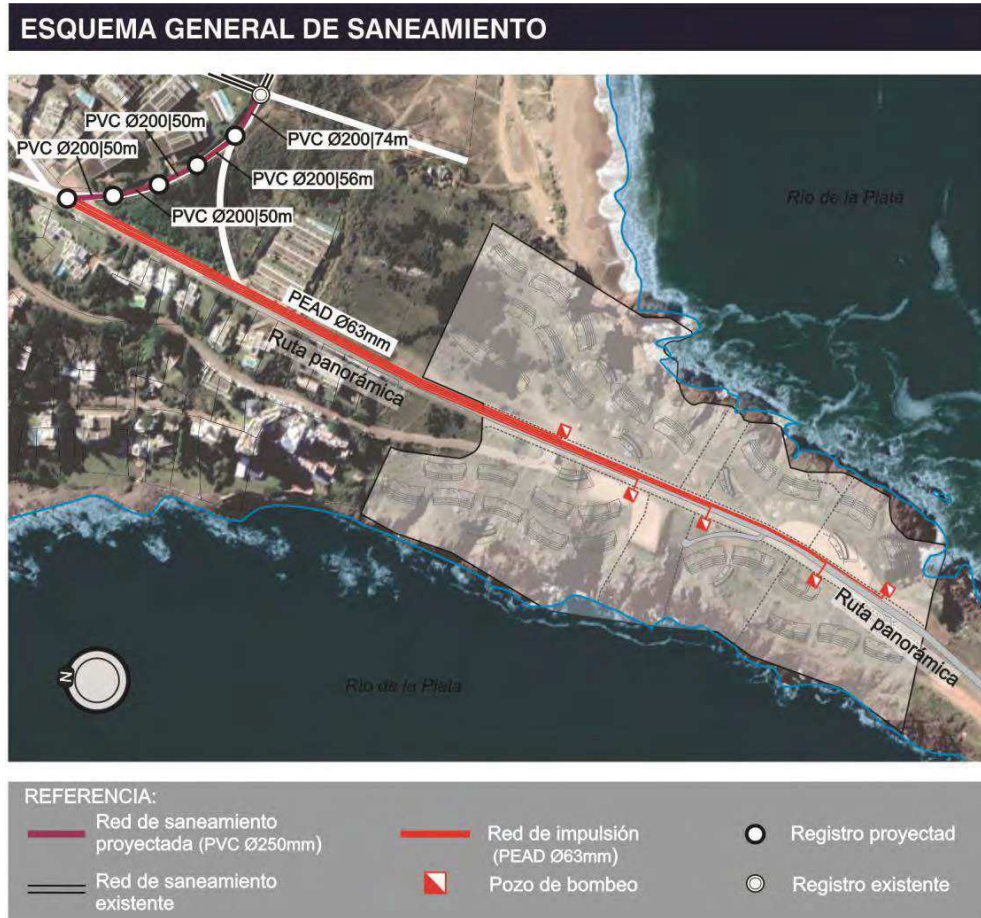 ESQUEMA GENERAL DE SANEAMIENTO
PVC Ø200|50m
PVC Ø200|50m
PVC Ø200|74m
PVC Ø200|56m
PVC Ø200|50m
PEAD Ø63mm
Ruta panorámica
Río de la Plata
Ruta panorámica
Río de la Plata
N
REFERENCIA:
Red de saneamiento
proyectada (PVC Ø250mm)
Red de saneamiento
existente
Red de impulsión
(PEAD Ø63mm)
Pozo de bombeo
Registro proyectad
Registro existente